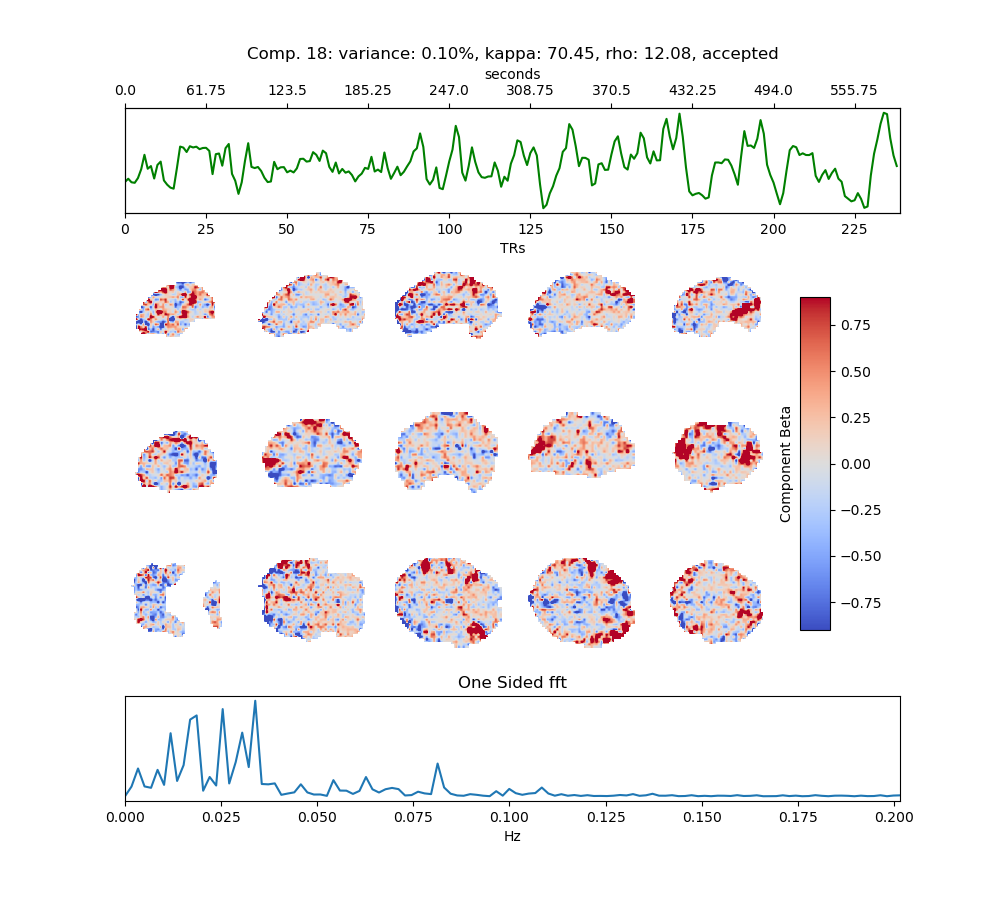 Comp. 18: variance: 0.10%, kappa: 70.45, rho: 12.08, accepted
seconds
0.0 61.75 123.5 185.25 247.0 308.75 370.5 432.25 494.0 555.75
0 25 50 75 100 125 150 175 200 225
TRs
0.75
0.50
0.25
0.00
−0.25
−0.50
−0.75
Component Beta
One Sided fft
0.000 0.025 0.050 0.075 0.100 0.125 0.150 0.175 0.200
Hz